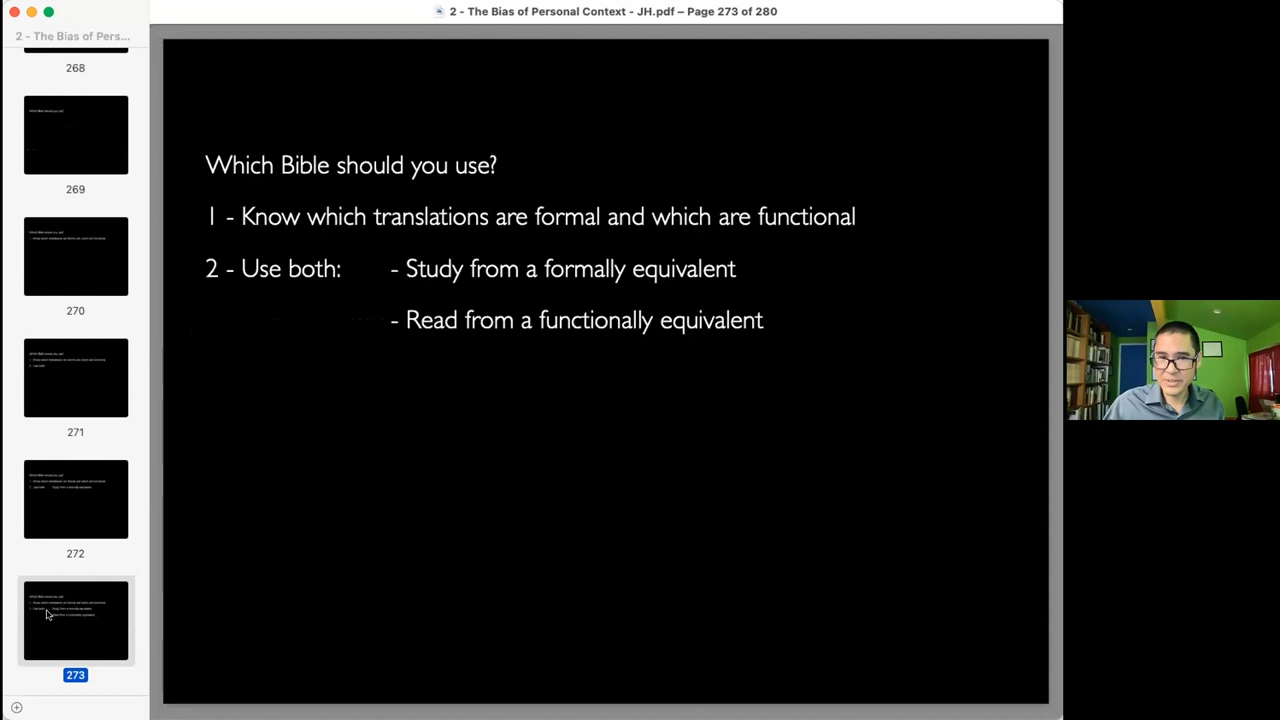 2 - The Bias of Personal Context - JH.pdf – Page 273 of 280
2 - The Bias of Pers...
268
269
270
271
272
273
Which Bible should you use?
1 - Know which translations are formal and which are functional
2 - Use both: - Study from a formally equivalent
- Read from a functionally equivalent